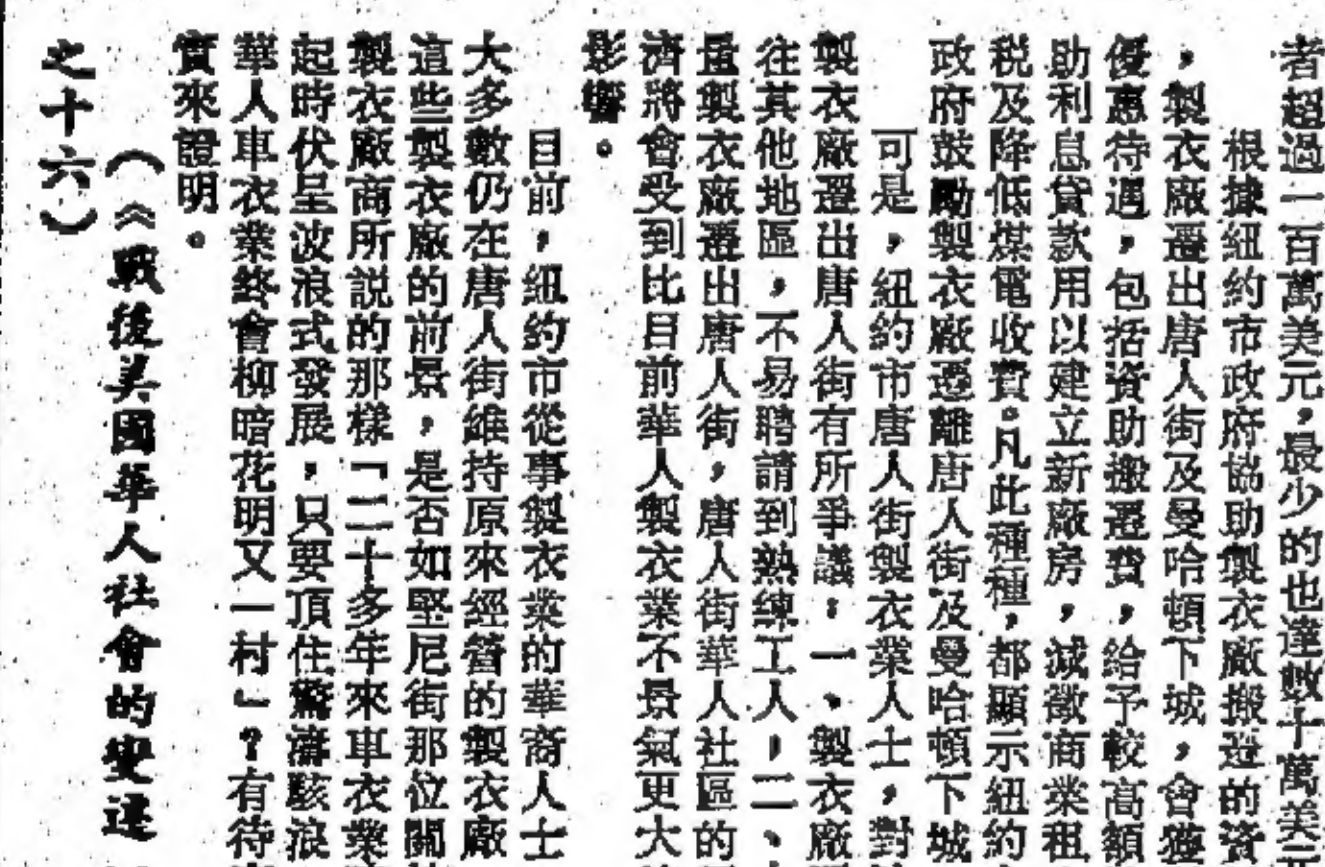 者超過一百萬美元，最少的也達數十萬美元
根據紐約市政府協助製衣廠搬遷的資
，製衣廠遷出唐人街及曼哈頓下城，會獲
優惠待遇，包括資助搬遷費，給予較高額
助利息貸款用以建立新廠房，減徵商業租
税及降低煤電收費。凡此種種，都顯示紐約
政府鼓勵製衣廠遷離唐人街及曼哈頓下城
可是，紐約市唐人街製衣業人士，對
製衣廠遷出唐人街有所爭議：一、製衣廠
往其他地區，不易聘請到熟練工人，二、
量製衣廠遷出唐人街，唐人街華人社區的
濟將會受到比目前華人製衣業不景氣更大
影響。
目前，紐約市從事製衣業的華裔人士
大多數仍在唐人街維持原來經營的製衣廠
這些製衣廠的前景，是否如堅尼街那位開
製衣廠商所説的那樣「二十多年來車衣業
起時伏呈波浪式發展，只要頂住驚濤駭浪
華人車衣業終會柳暗花明又一村」？有待
實來證明。
（《戰後美國華人社會的變遷
之十六）